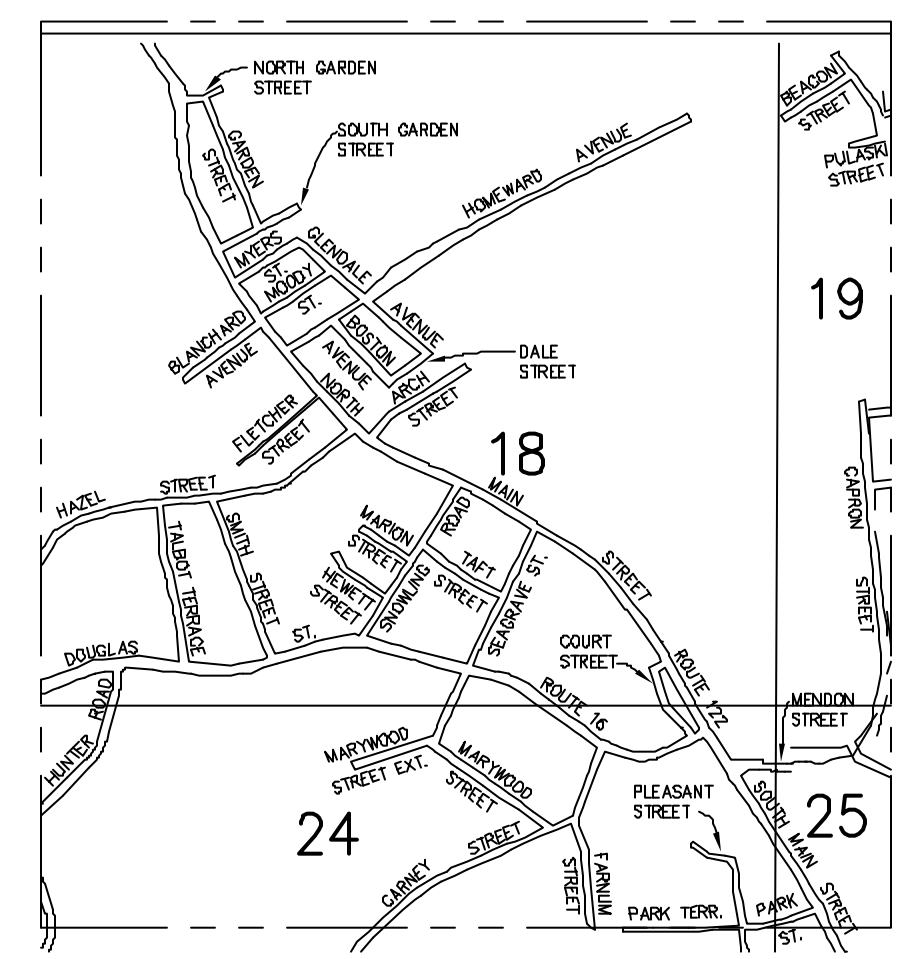 NORTH GARDEN
STREET
BEACON
STREET
SOUTH GARDEN
STREET
GARDEN
STREET
HOMEWARD AVENUE
PULASKI
STREET
MYERS
ST.
GLENDALE
AVENUE
MOODY
ST.
19
BLANCHARD
AVENUE
BOSTON
AVENUE
DALE
STREET
NORTH
MAIN
STREET
ARCH
STREET
FLETCHER
STREET
18
HAZEL STREET
CAPRON
STREET
TALBOT TERRAGE
SMITH STREET
MARION
STREET
ROAD
SNOWLING
TAFT
STREET
HEWETT
STREET
SEAGRAVE ST.
DOUGLAS
ST.
COURT
STREET
ROUTE 122
ROUTE 16
HUNTER
ROAD
MENDON
STREET
MARYWOOD
STREET EXT.
MARYWOOD
STREET
PLEASANT
STREET
SOUTH MAIN
STREET
24
25
CARNEY
STREET
FARNUM
STREET
PARK TERR.
PARK
ST.